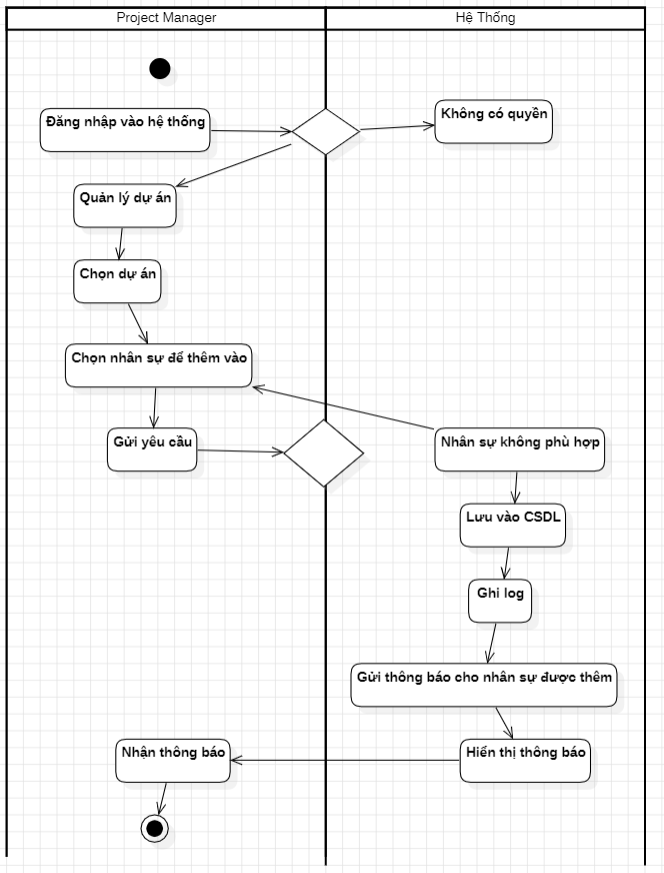 Project Manager
Hệ Thống
Đăng nhập vào hệ thống
Không có quyền
Quản lý dự án
Chọn dự án
Chọn nhân sự để thêm vào
Gửi yêu cầu
Nhân sự không phù hợp
Lưu vào CSDL
Ghi log
Gửi thông báo cho nhân sự được thêm
Nhận thông báo
Hiển thị thông báo